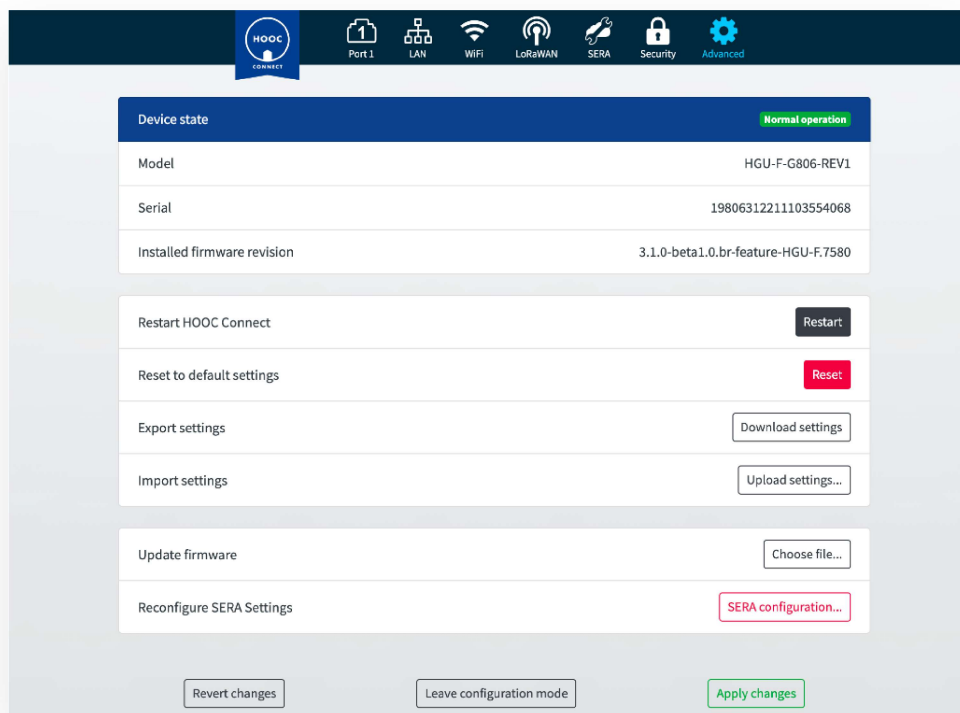 HOOC
CONNECT
1
Port 1
LAN
WiFi
LoRaWAN
SERA
Security
Advanced
Device state Normal operation
Model HGU-F-G806-REV1
Serial 19806312211103554068
Installed firmware revision 3.1.0-beta1.0.br-feature-HGU-F.7580
Restart HOOC Connect Restart
Reset to default settings Reset
Export settings Download settings
Import settings Upload settings...
Update firmware Choose file...
Reconfigure SERA Settings SERA configuration...
Revert changes Leave configuration mode Apply changes